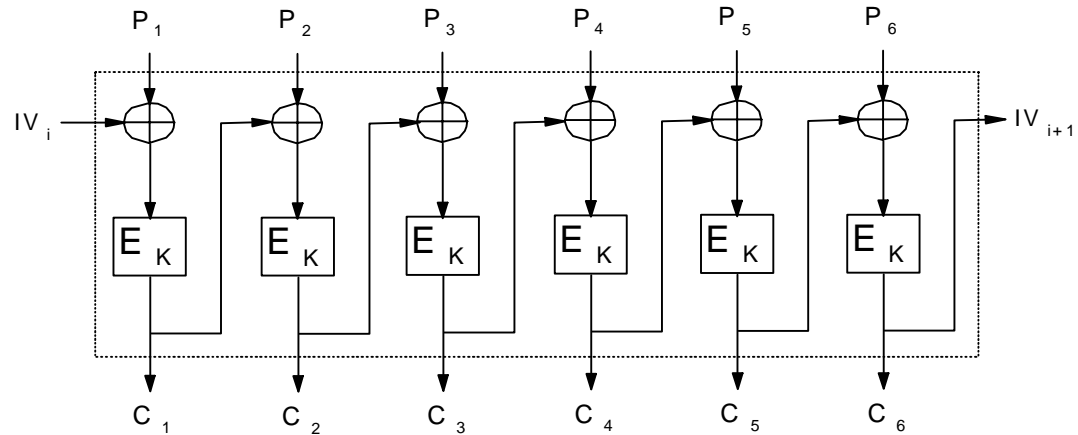 P1 P2 P3 P4 P5 P6
IVi IVi+1
EK EK EK EK EK EK
C1 C2 C3 C4 C5 C6